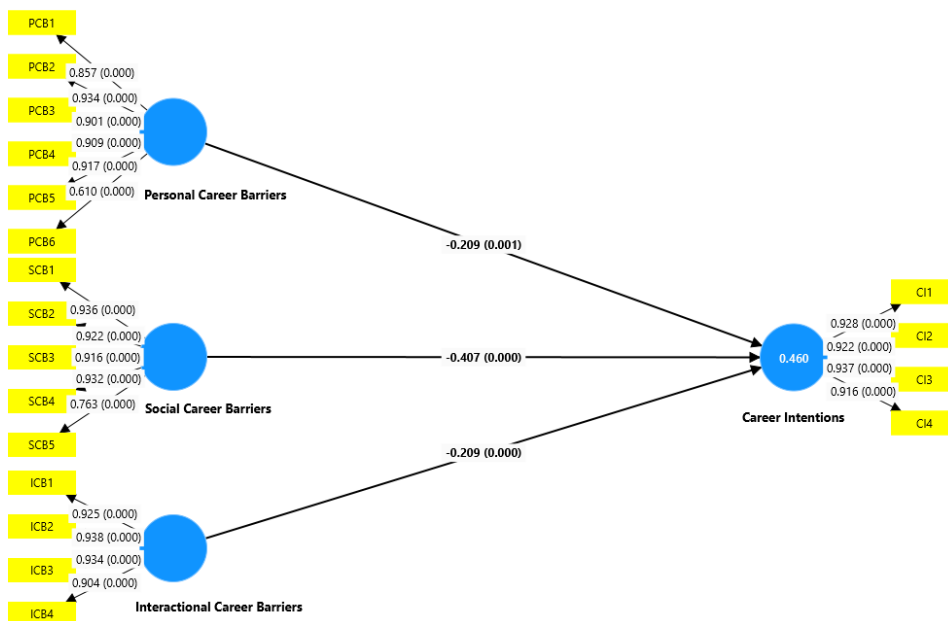 PCB1
PCB2
PCB3
PCB4
PCB5
PCB6
0.857 (0.000)
0.934 (0.000)
0.901 (0.000)
0.909 (0.000)
0.917 (0.000)
0.610 (0.000)
Personal Career Barriers
-0.209 (0.001)
SCB1
SCB2
SCB3
SCB4
SCB5
0.936 (0.000)
0.922 (0.000)
0.916 (0.000)
0.932 (0.000)
0.763 (0.000)
Social Career Barriers
-0.407 (0.000)
ICB1
ICB2
ICB3
ICB4
0.925 (0.000)
0.938 (0.000)
0.934 (0.000)
0.904 (0.000)
Interactional Career Barriers
-0.209 (0.000)
0.460
Career Intentions
0.928 (0.000)
0.922 (0.000)
0.937 (0.000)
0.916 (0.000)
CI1
CI2
CI3
CI4